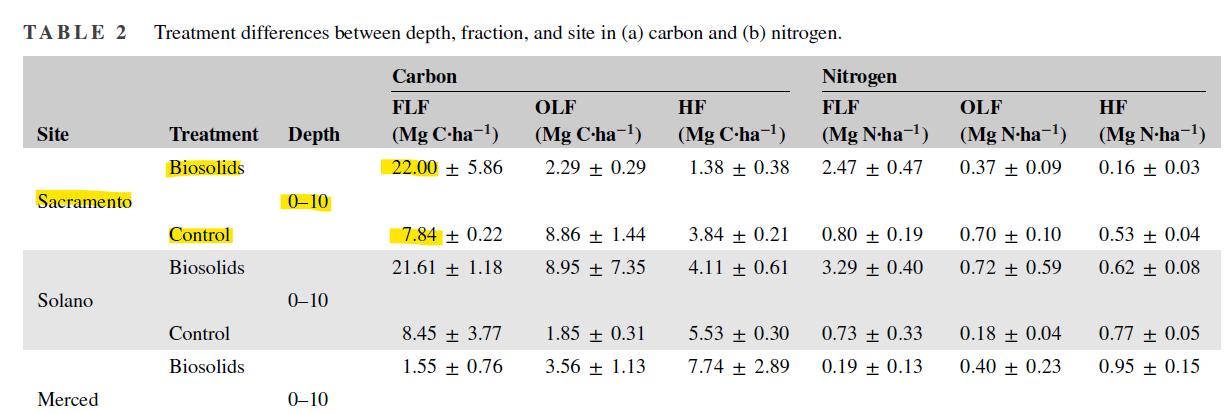 TABLE 2 Treatment differences between depth, fraction, and site in (a) carbon and (b) nitrogen.
Carbon Nitrogen
FLF OLF HF FLF OLF HF
Site Treatment Depth (Mg C·ha⁻¹) (Mg C·ha⁻¹) (Mg C·ha⁻¹) (Mg N·ha⁻¹) (Mg N·ha⁻¹) (Mg N·ha⁻¹)
Biosolids 22.00 ± 5.86 2.29 ± 0.29 1.38 ± 0.38 2.47 ± 0.47 0.37 ± 0.09 0.16 ± 0.03
Sacramento 0–10
Control 7.84 ± 0.22 8.86 ± 1.44 3.84 ± 0.21 0.80 ± 0.19 0.70 ± 0.10 0.53 ± 0.04
Biosolids 21.61 ± 1.18 8.95 ± 7.35 4.11 ± 0.61 3.29 ± 0.40 0.72 ± 0.59 0.62 ± 0.08
Solano 0–10
Control 8.45 ± 3.77 1.85 ± 0.31 5.53 ± 0.30 0.73 ± 0.33 0.18 ± 0.04 0.77 ± 0.05
Biosolids 1.55 ± 0.76 3.56 ± 1.13 7.74 ± 2.89 0.19 ± 0.13 0.40 ± 0.23 0.95 ± 0.15
Merced 0–10